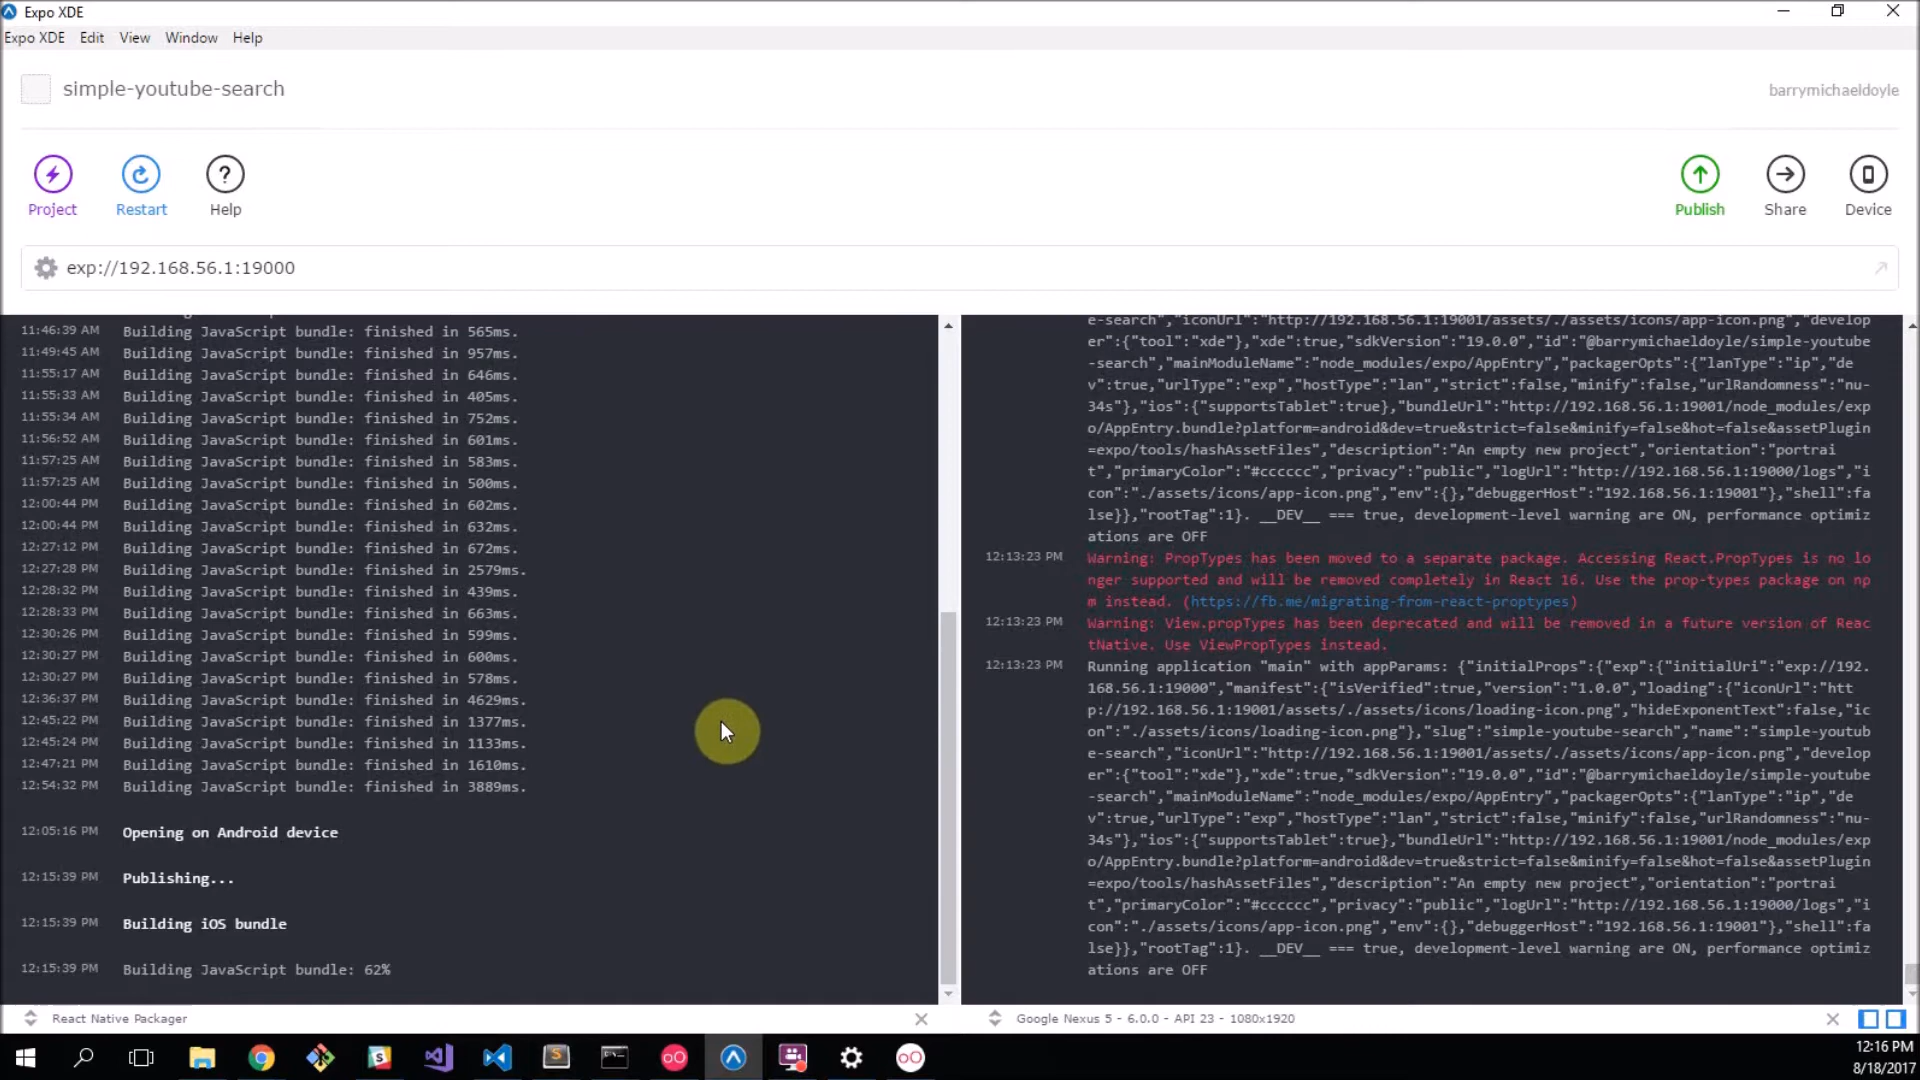 Expo XDE
Expo XDE Edit View Window Help
simple-youtube-search
barrymichaeldoyle
Project
Restart
Help
Publish
Share
Device
exp://192.168.56.1:19000
11:46:39 AM Building JavaScript bundle: finished in 565ms.
11:49:45 AM Building JavaScript bundle: finished in 957ms.
11:55:17 AM Building JavaScript bundle: finished in 646ms.
11:55:33 AM Building JavaScript bundle: finished in 405ms.
11:55:34 AM Building JavaScript bundle: finished in 752ms.
11:56:52 AM Building JavaScript bundle: finished in 601ms.
11:57:25 AM Building JavaScript bundle: finished in 583ms.
11:57:25 AM Building JavaScript bundle: finished in 500ms.
12:00:44 PM Building JavaScript bundle: finished in 602ms.
12:00:44 PM Building JavaScript bundle: finished in 632ms.
12:27:12 PM Building JavaScript bundle: finished in 672ms.
12:27:28 PM Building JavaScript bundle: finished in 2579ms.
12:28:32 PM Building JavaScript bundle: finished in 439ms.
12:28:33 PM Building JavaScript bundle: finished in 663ms.
12:30:26 PM Building JavaScript bundle: finished in 599ms.
12:30:27 PM Building JavaScript bundle: finished in 600ms.
12:30:27 PM Building JavaScript bundle: finished in 578ms.
12:36:37 PM Building JavaScript bundle: finished in 4629ms.
12:45:22 PM Building JavaScript bundle: finished in 1377ms.
12:45:24 PM Building JavaScript bundle: finished in 1133ms.
12:47:21 PM Building JavaScript bundle: finished in 1610ms.
12:54:32 PM Building JavaScript bundle: finished in 3889ms.
12:05:16 PM Opening on Android device
12:15:39 PM Publishing...
12:15:39 PM Building iOS bundle
12:15:39 PM Building JavaScript bundle: 62%
e-search","iconUrl":"http://192.168.56.1:19001/assets/./assets/icons/app-icon.png","develop
er":{"tool":"xde"},"xde":true,"sdkVersion":"19.0.0","id":"@barrymichaeldoyle/simple-youtube
-search","mainModuleName":"node_modules/expo/AppEntry","packagerOpts":{"lanType":"ip","de
v":true,"urlType":"exp","hostType":"lan","strict":false,"minify":false,"urlRandomness":"nu-
34s"},"ios":{"supportsTablet":true},"bundleUrl":"http://192.168.56.1:19001/node_modules/exp
o/AppEntry.bundle?platform=android&dev=true&strict=false&minify=false&hot=false&assetPlugin
=expo/tools/hashAssetFiles","description":"An empty new project","orientation":"portrai
t","primaryColor":"#cccccc","privacy":"public","logUrl":"http://192.168.56.1:19000/logs","i
con":"./assets/icons/app-icon.png","env":{},"debuggerHost":"192.168.56.1:19001"},"shell":fa
lse}},"rootTag":1}. __DEV__ === true, development-level warning are ON, performance optimiz
ations are OFF
12:13:23 PM Warning: PropTypes has been moved to a separate package. Accessing React.PropTypes is no lo
nger supported and will be removed completely in React 16. Use the prop-types package on np
m instead. (https://fb.me/migrating-from-react-proptypes)
12:13:23 PM Warning: View.propTypes has been deprecated and will be removed in a future version of Reac
tNative. Use ViewPropTypes instead.
12:13:23 PM Running application "main" with appParams: {"initialProps":{"exp":{"initialUri":"exp://192.
168.56.1:19000","manifest":{"isVerified":true,"version":"1.0.0","loading":{"iconUrl":"htt
p://192.168.56.1:19001/assets/./assets/icons/loading-icon.png","hideExponentText":false,"ic
on":"./assets/icons/loading-icon.png"},"slug":"simple-youtube-search","name":"simple-youtub
e-search","iconUrl":"http://192.168.56.1:19001/assets/./assets/icons/app-icon.png","develop
er":{"tool":"xde"},"xde":true,"sdkVersion":"19.0.0","id":"@barrymichaeldoyle/simple-youtube
-search","mainModuleName":"node_modules/expo/AppEntry","packagerOpts":{"lanType":"ip","de
v":true,"urlType":"exp","hostType":"lan","strict":false,"minify":false,"urlRandomness":"nu-
34s"},"ios":{"supportsTablet":true},"bundleUrl":"http://192.168.56.1:19001/node_modules/exp
o/AppEntry.bundle?platform=android&dev=true&strict=false&minify=false&hot=false&assetPlugin
=expo/tools/hashAssetFiles","description":"An empty new project","orientation":"portrai
t","primaryColor":"#cccccc","privacy":"public","logUrl":"http://192.168.56.1:19000/logs","i
con":"./assets/icons/app-icon.png","env":{},"debuggerHost":"192.168.56.1:19001"},"shell":fa
lse}},"rootTag":1}. __DEV__ === true, development-level warning are ON, performance optimiz
ations are OFF
React Native Packager
Google Nexus 5 - 6.0.0 - API 23 - 1080x1920
12:16 PM
8/18/2017